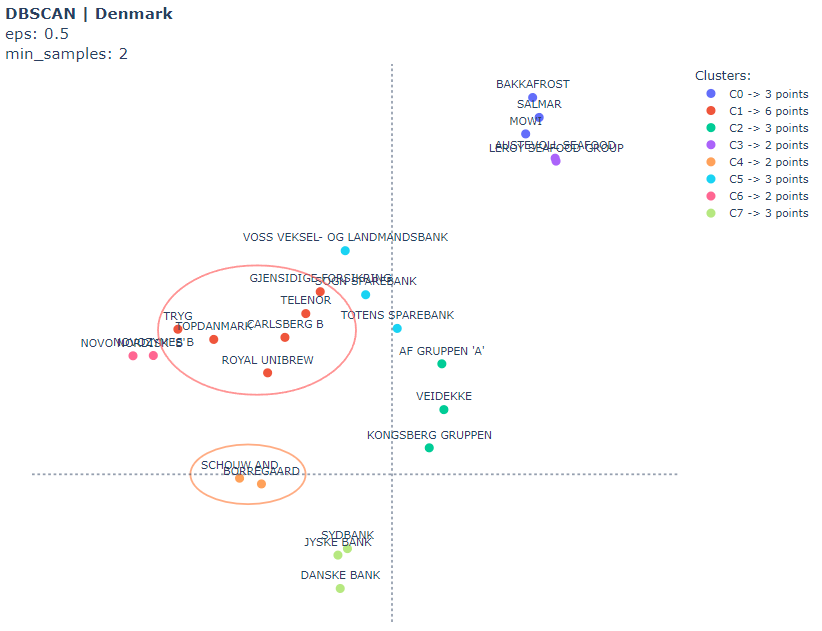 DBSCAN | Denmark
eps: 0.5
min_samples: 2
Clusters:
C0 -> 3 points
C1 -> 6 points
C2 -> 3 points
C3 -> 2 points
C4 -> 2 points
C5 -> 3 points
C6 -> 2 points
C7 -> 3 points
BAKKAFROST
SALMAR
MOWI
AUSTEVOLL SEAFOOD
LEROY SEAFOOD GROUP
VOSS VEKSEL- OG LANDMANDSBANK
GJENSIDIGE FORSIKRING
SOGN SPAREBANK
TELENOR
TRYG
TOTENS SPAREBANK
TOPDANMARK
CARLSBERG B
NOVO NORDISK 'B'
NOVOZYMES B
AF GRUPPEN 'A'
ROYAL UNIBREW
VEIDEKKE
KONGSBERG GRUPPEN
SCHOUW AND
BORREGAARD
SYDBANK
JYSKE BANK
DANSKE BANK